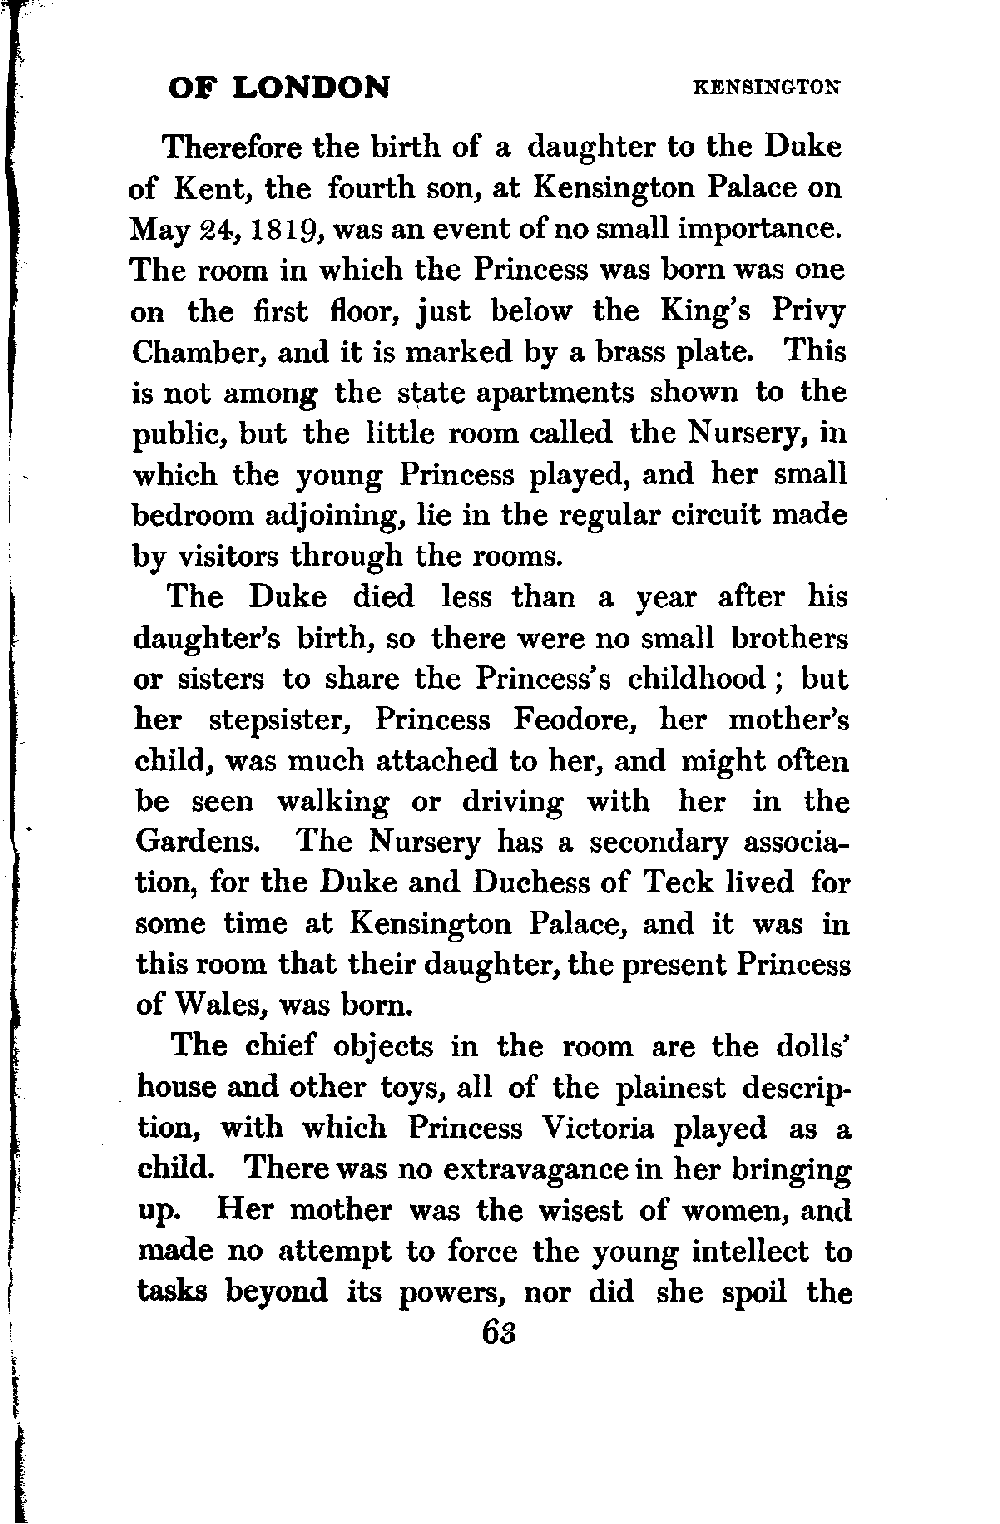 OF LONDON KENSINGTON
Therefore the birth of a daughter to the Duke
of Kent, the fourth son, at Kensington Palace on
May 24, 1819, was an event of no small importance.
The room in which the Princess was born was one
on the first floor, just below the King's Privy
Chamber, and it is marked by a brass plate. This
is not among the state apartments shown to the
public, but the little room called the Nursery, in
which the young Princess played, and her small
bedroom adjoining, lie in the regular circuit made
by visitors through the rooms.
The Duke died less than a year after his
daughter's birth, so there were no small brothers
or sisters to share the Princess's childhood ; but
her stepsister, Princess Feodore, her mother's
child, was much attached to her, and might often
be seen walking or driving with her in the
Gardens. The Nursery has a secondary associa-
tion, for the Duke and Duchess of Teck lived for
some time at Kensington Palace, and it was in
this room that their daughter, the present Princess
of Wales, was born.
The chief objects in the room are the dolls'
house and other toys, all of the plainest descrip-
tion, with which Princess Victoria played as a
child. There was no extravagance in her bringing
up. Her mother was the wisest of women, and
made no attempt to force the young intellect to
tasks beyond its powers, nor did she spoil the
63